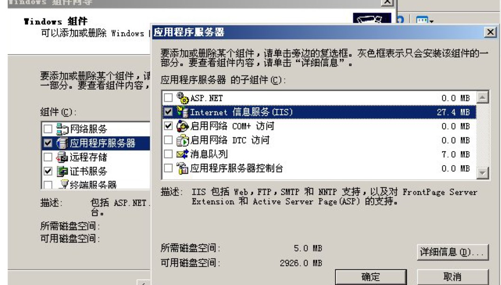 Windows 组件向导
Windows 组件
可以添加或删除 Windows
要添加或删除某个组件，请
一部分。要查看组件内容，
组件(C):
网络服务
应用程序服务器
远程存储
证书服务
终端服务器
描述: 包括 ASP.NET
台。
所需磁盘空间:
可用磁盘空间:
应用程序服务器
要添加或删除某个组件，请单击旁边的复选框。灰色框表示只会安装该组件的一
部分。要查看组件内容，请单击“详细信息”。
应用程序服务器 的子组件(C):
ASP.NET 0.0 MB
Internet 信息服务(IIS) 27.4 MB
启用网络 COM+ 访问 0.0 MB
启用网络 DTC 访问 0.0 MB
消息队列 7.0 MB
应用程序服务器控制台 0.0 MB
描述: IIS 包括 Web，FTP，SMTP 和 NNTP 支持，以及对 FrontPage Server
Extension 和 Active Server Page(ASP) 的支持。
所需磁盘空间: 5.0 MB
可用磁盘空间: 2926.0 MB
详细信息(D)...
确定
取消